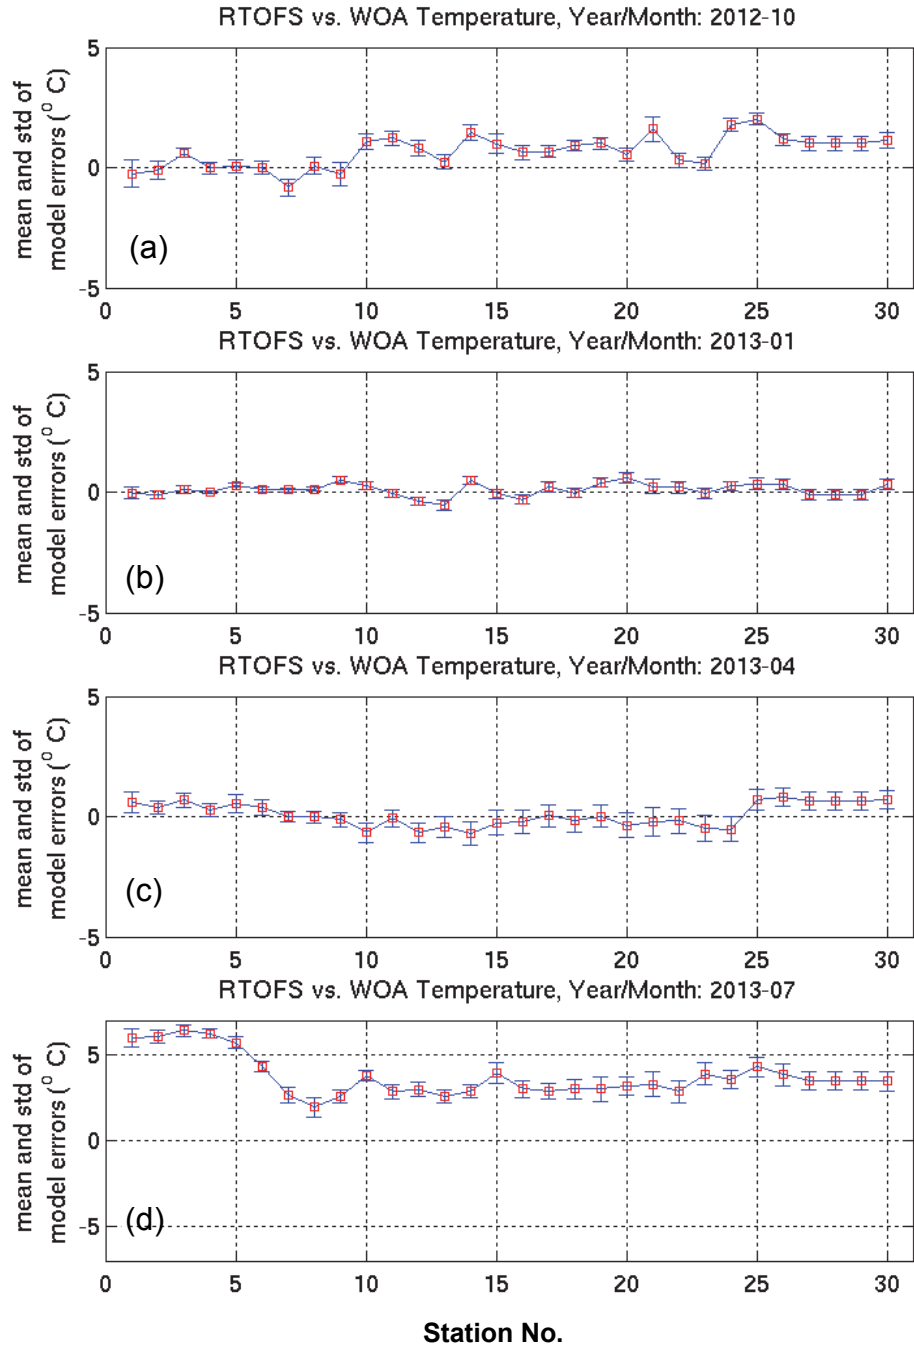 RTOFS vs. WOA Temperature, Year/Month: 2012-10
mean and std of
model errrors (° C)
5
0
-5
(a)
0 5 10 15 20 25 30
RTOFS vs. WOA Temperature, Year/Month: 2013-01
mean and std of
model errrors (° C)
5
0
-5
(b)
0 5 10 15 20 25 30
RTOFS vs. WOA Temperature, Year/Month: 2013-04
mean and std of
model errrors (° C)
5
0
-5
(c)
0 5 10 15 20 25 30
RTOFS vs. WOA Temperature, Year/Month: 2013-07
mean and std of
model errrors (° C)
5
0
-5
(d)
0 5 10 15 20 25 30
Station No.